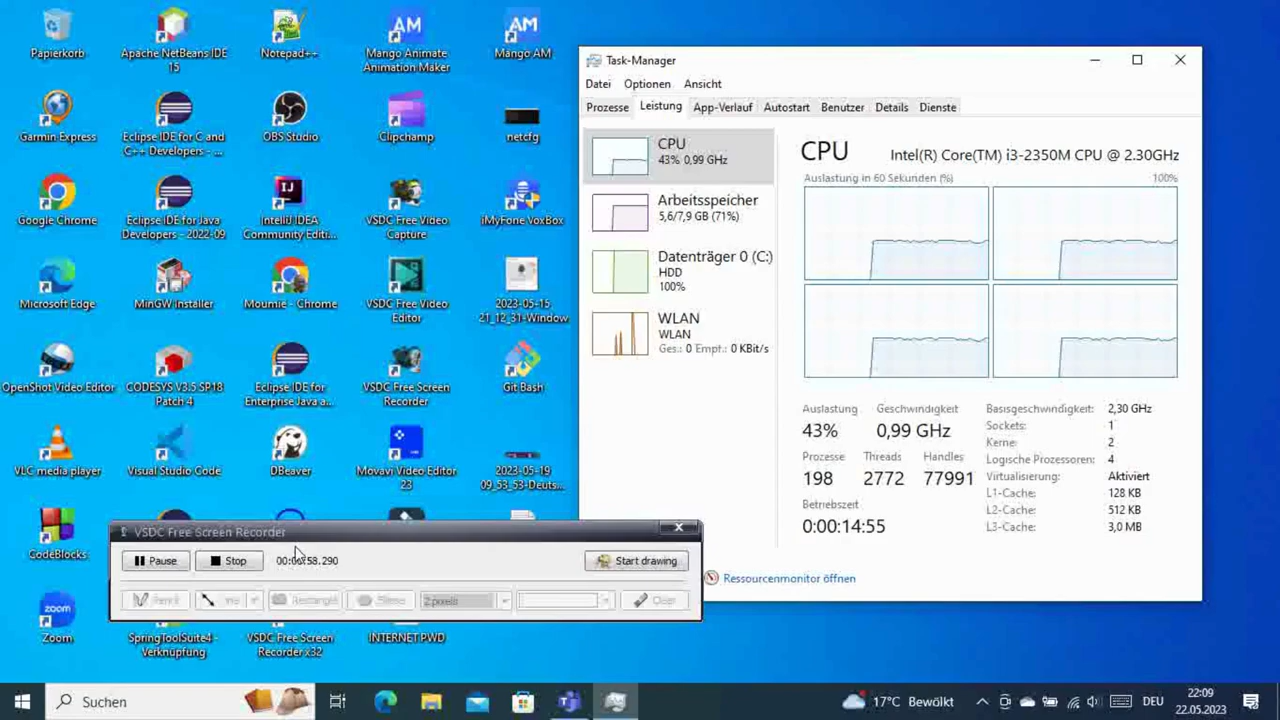 Papierkorb
Apache NetBeans IDE
15
Notepad++
Mango Animate
Animation Maker
Mango AM
Garmin Express
Eclipse IDE for C and
C++ Developers - ...
OBS Studio
Clipchamp
netcfg
Google Chrome
Eclipse IDE for Java
Developers - 2022-09
IntelliJ IDEA
Community Editi...
VSDC Free Video
Capture
iMyFone VoxBox
Microsoft Edge
MinGW Installer
Moumie - Chrome
VSDC Free Video
Editor
2023-05-15
21_12_31-Window
OpenShot Video Editor
CODESYS V3.5 SP18
Patch 4
Eclipse IDE for
Enterprise Java a...
VSDC Free Screen
Recorder
Git Bash
VLC media player
Visual Studio Code
DBeaver
Movavi Video Editor
23
2023-05-19
09_53_53-Deuts...
CodeBlocks
Zoom
SpringToolSuite4 -
Verknüpfung
VSDC Free Screen
Recorder x32
INTERNET PWD
VSDC Free Screen Recorder
Pause
Stop
Start drawing
Rectangle
2 pixels
Clear
Task-Manager
Datei Optionen Ansicht
Prozesse Leistung App-Verlauf Autostart Benutzer Details Dienste
CPU
43% 0,99 GHz
Arbeitsspeicher
5,6/7,9 GB (71%)
Datenträger 0 (C:)
HDD
100%
WLAN
WLAN
Ges.: 0 Empf.: 0 KBit/s
CPU Intel(R) Core(TM) i3-2350M CPU @ 2.30GHz
Auslastung in 60 Sekunden (%) 100%
Auslastung Geschwindigkeit
43% 0,99 GHz
Prozesse Threads Handles
198 2772 77991
Betriebszeit
0:00:14:55
Basisgeschwindigkeit: 2,30 GHz
Sockets: 1
Kerne: 2
Logische Prozessoren: 4
Virtualisierung: Aktiviert
L1-Cache: 128 KB
L2-Cache: 512 KB
L3-Cache: 3,0 MB
Ressourcenmonitor öffnen
Suchen
17°C Bewölkt
DEU
22:09
22.05.2023